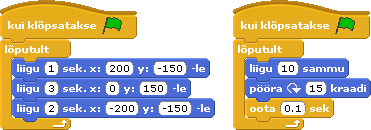 kui klõpsatakse
lõputult
liigu 1 sek. x: 200 y: -150 -le
liigu 3 sek. x: 0 y: 150 -le
liigu 2 sek. x: -200 y: -150 -le
kui klõpsatakse
lõputult
liigu 10 sammu
pööra 15 kraadi
oota 0.1 sek